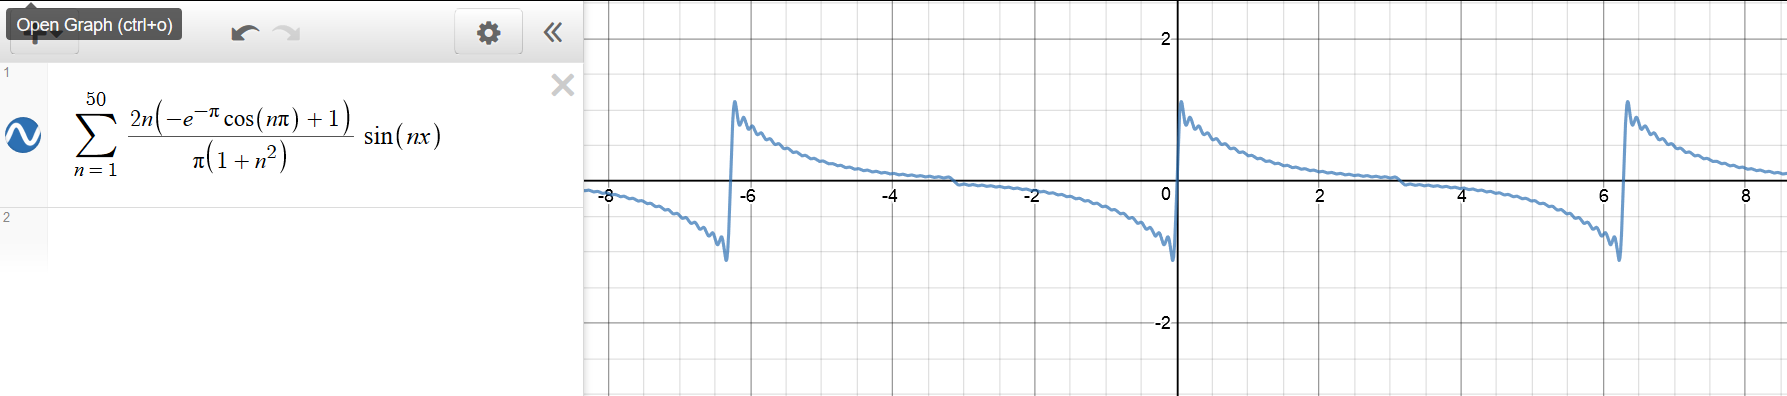 Open Graph (ctrl+o)
1
50
∑ 2n(-e^{-π} cos(nπ) + 1) / π(1 + n²) sin(nx)
n = 1
2
2
-8 -6 -4 -2 0 2 4 6 8
-2